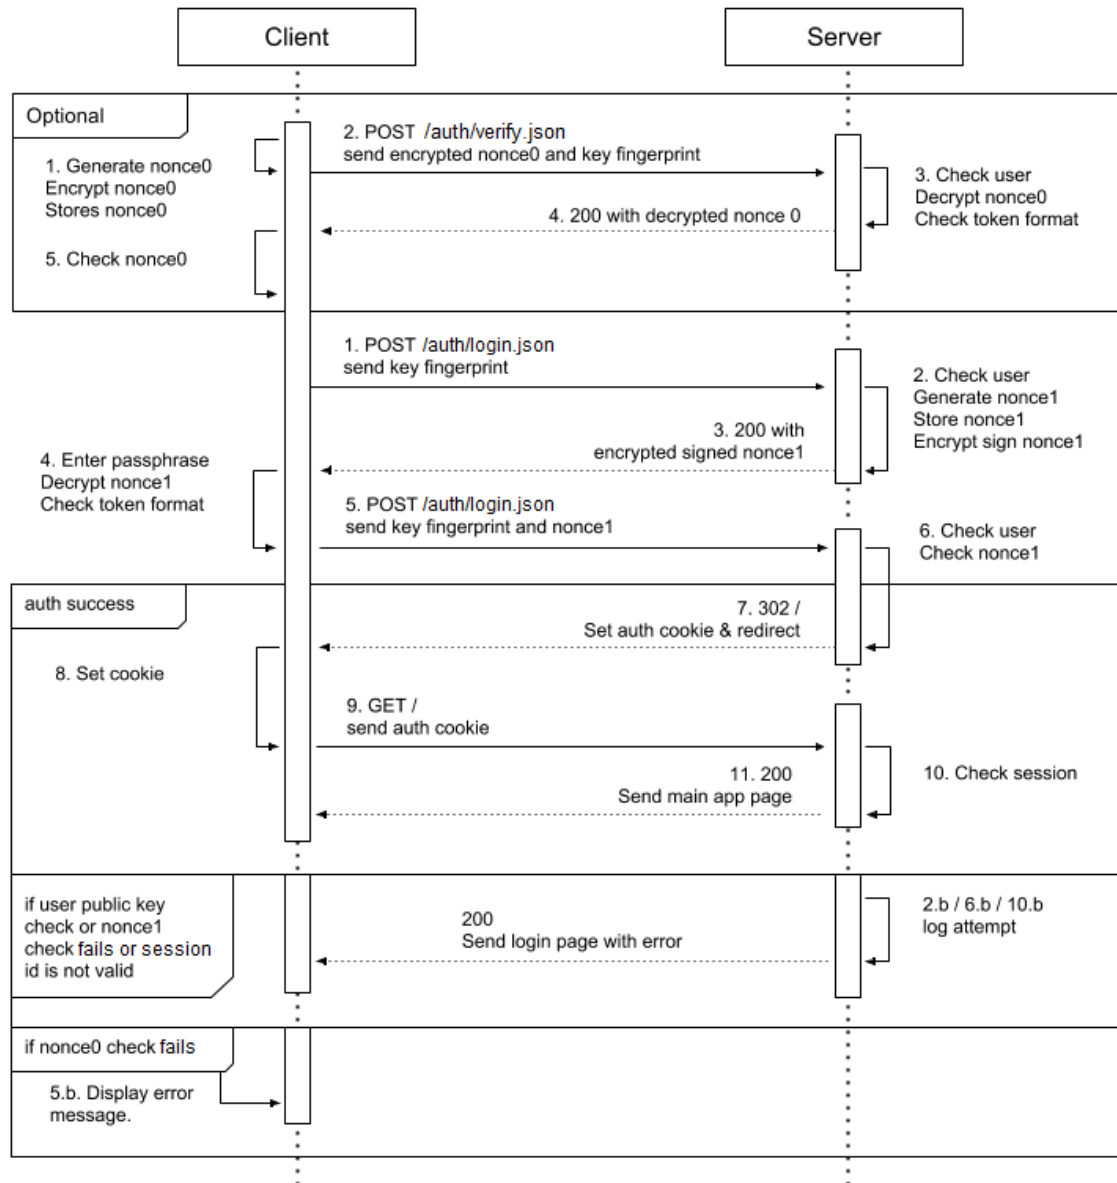 Client
Server
Optional
1. Generate nonce0
Encrypt nonce0
Stores nonce0
2. POST /auth/verify.json
send encrypted nonce0 and key fingerprint
3. Check user
Decrypt nonce0
Check token format
4. 200 with decrypted nonce 0
5. Check nonce0
1. POST /auth/login.json
send key fingerprint
2. Check user
Generate nonce1
Store nonce1
Encrypt sign nonce1
3. 200 with
encrypted signed nonce1
4. Enter passphrase
Decrypt nonce1
Check token format
5. POST /auth/login.json
send key fingerprint and nonce1
6. Check user
Check nonce1
auth success
7. 302 /
Set auth cookie & redirect
8. Set cookie
9. GET /
send auth cookie
10. Check session
11. 200
Send main app page
if user public key
check or nonce1
check fails or session
id is not valid
200
Send login page with error
2.b / 6.b / 10.b
log attempt
if nonce0 check fails
5.b. Display error
message.